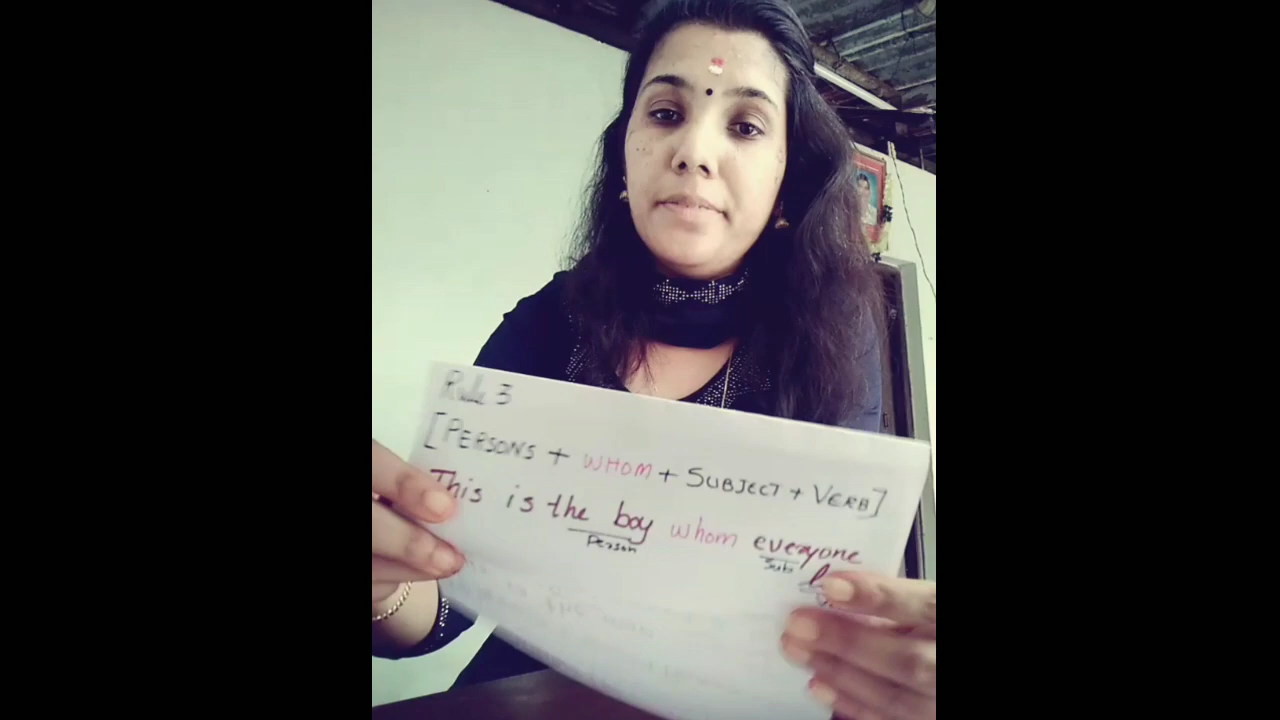 Rule 3
[PERSONS + WHOM + SUBJECT + VERB]
This is the boy whom everyone
Person Sub